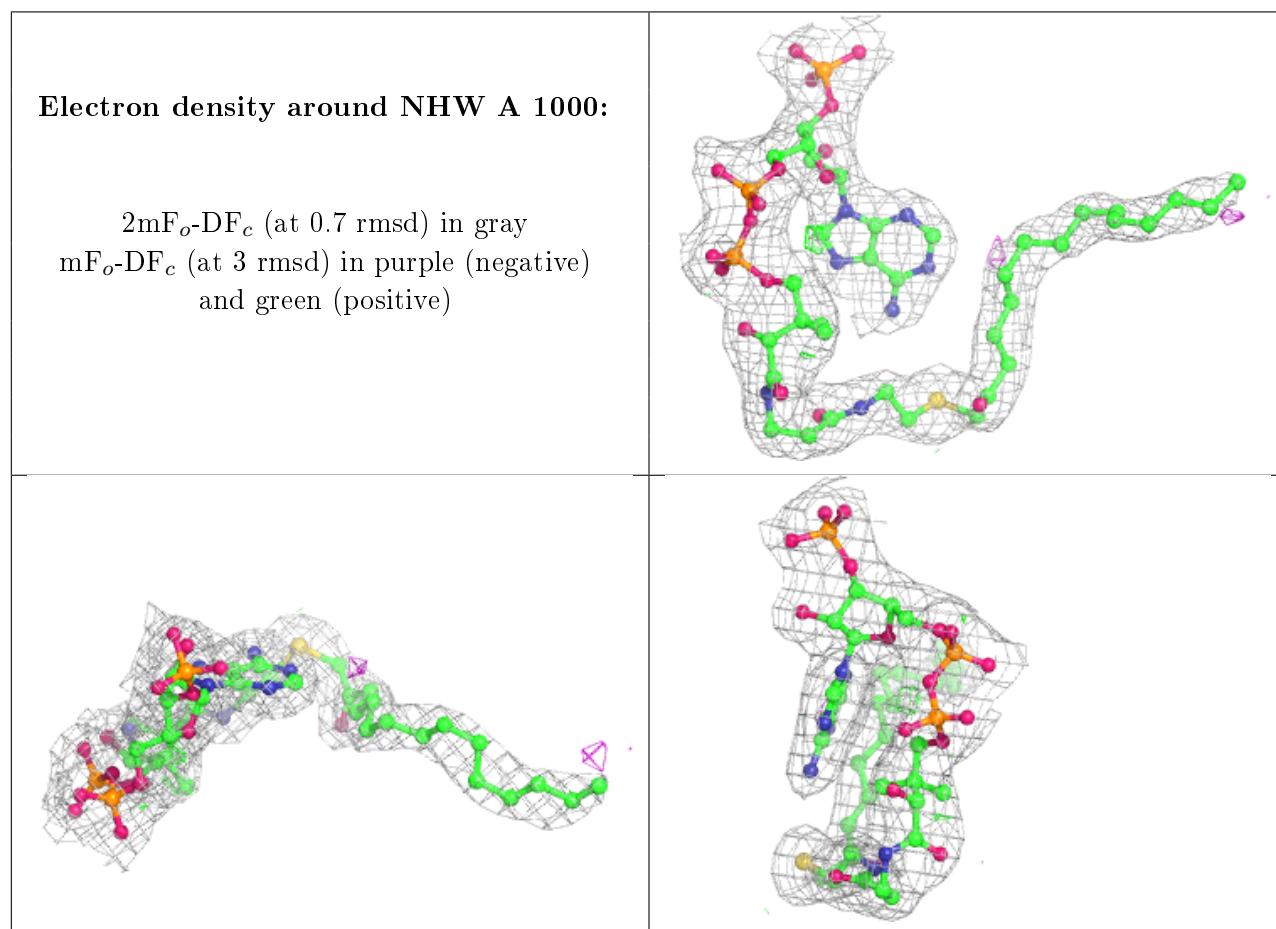 Electron density around NHW A 1000:
2mFo-DFc (at 0.7 rmsd) in gray
mFo-DFc (at 3 rmsd) in purple (negative)
and green (positive)